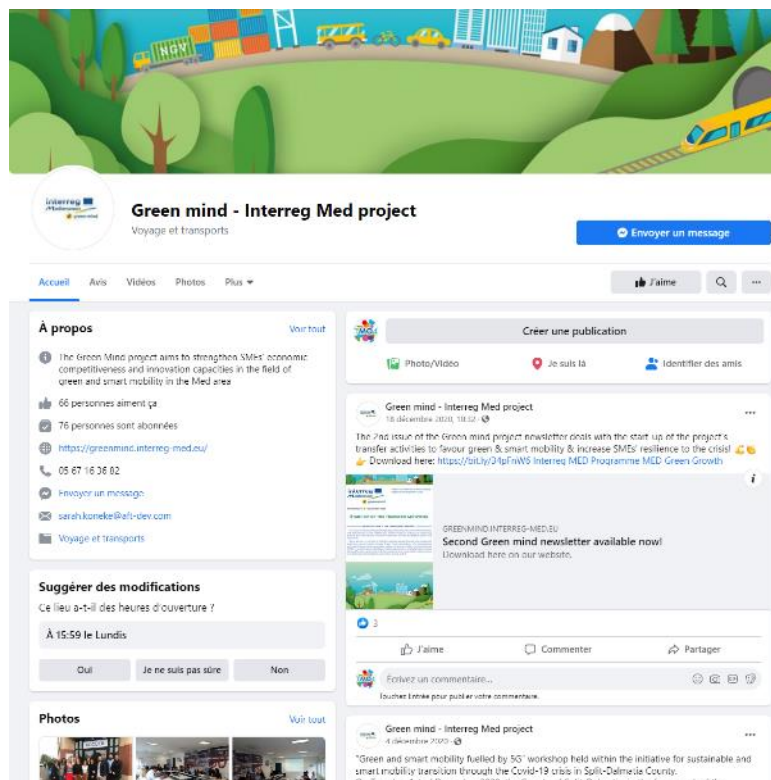 NGV
Interreg
Mediterranean
green mind
Green mind - Interreg Med project
Voyage et transports
Envoyer un message
Accueil
Avis
Vidéos
Photos
Plus
J'aime
À propos
Voir tout
The Green Mind project aims to strengthen SMEs' economic
competitiveness and innovation capacities in the field of
green and smart mobility in the Med area
66 personnes aiment ça
76 personnes sont abonnées
https://greenmind.interreg-med.eu/
05 67 16 36 82
Envoyer un message
sarah.koneke@aft-dev.com
Voyage et transports
Suggérer des modifications
Ce lieu a-t-il des heures d'ouverture ?
À 15:59 le Lundis
Oui
Je ne suis pas sûre
Non
Photos
Voir tout
Créer une publication
Photo/Vidéo
Je suis là
Identifier des amis
Green mind - Interreg Med project
18 décembre 2020, 18:32 ·
The 2nd issue of the Green mind project newsletter deals with the start-up of the project's
transfer activities to favour green & smart mobility & increase SMEs' resilience to the crisis!
Download here: https://bit.ly/34pFnW6 Interreg MED Programme MED Green Growth
GREENMIND.INTERREG-MED.EU
Second Green mind newsletter available
now!
Download here on our website.
3
J'aime
Commenter
Partager
Écrivez un commentaire...
Touchez Entrée pour publier votre commentaire.
Green mind - Interreg Med project
4 décembre 2020 ·
"Green and smart mobility fuelled by 5G" workshop held within the initiative for sustainable and
smart mobility transition through the Covid-19 crisis in Split-Dalmatia County.